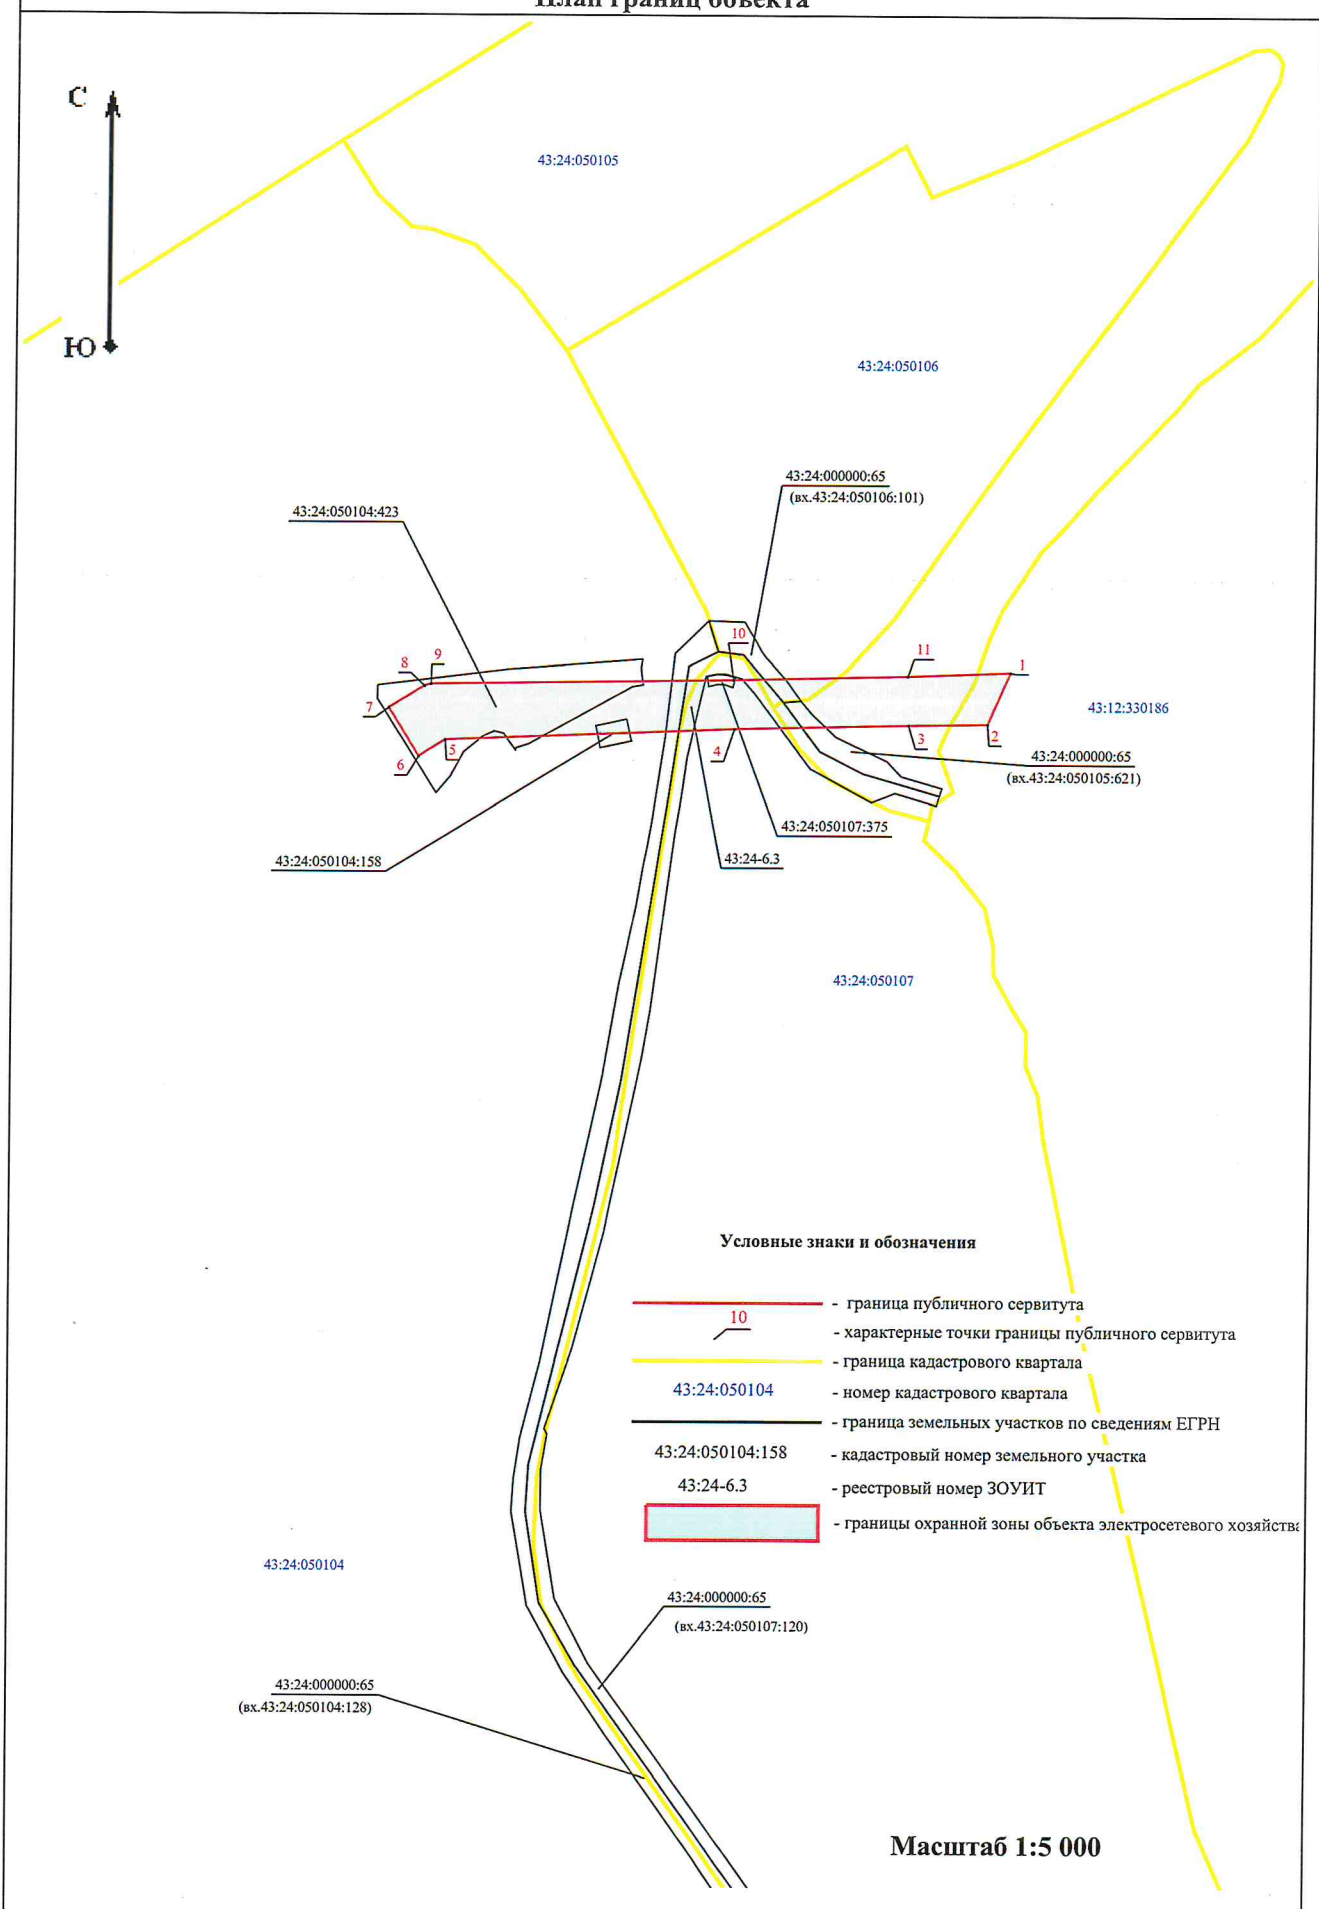 План границ объекта
С
Ю
43:24:050105
43:24:050106
43:24:000000:65
(вх.43:24:050106:101)
43:24:050104:423
10
11
1
9
8
7
43:12:330186
2
3
4
5
6
43:24:000000:65
(вх.43:24:050105:621)
43:24:050107:375
43:24-6.3
43:24:050104:158
43:24:050107
Условные знаки и обозначения
- граница публичного сервитута
10
- характерные точки границы публичного сервитута
- граница кадастрового квартала
43:24:050104 - номер кадастрового квартала
- граница земельных участков по сведениям ЕГРН
43:24:050104:158 - кадастровый номер земельного участка
43:24-6.3 - реестровый номер ЗОУИТ
- границы охранной зоны объекта электросетевого хозяйства
43:24:050104
43:24:000000:65
(вх.43:24:050107:120)
43:24:000000:65
(вх.43:24:050104:128)
Масштаб 1:5 000